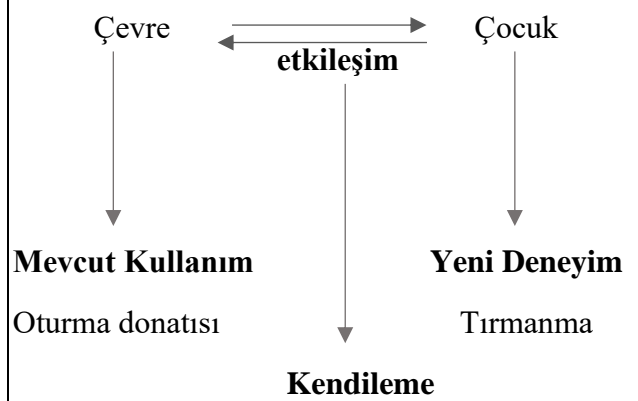 Çevre Çocuk
etkileşim
Mevcut Kullanım Yeni Deneyim
Oturma donatısı Tırmanma
Kendileme